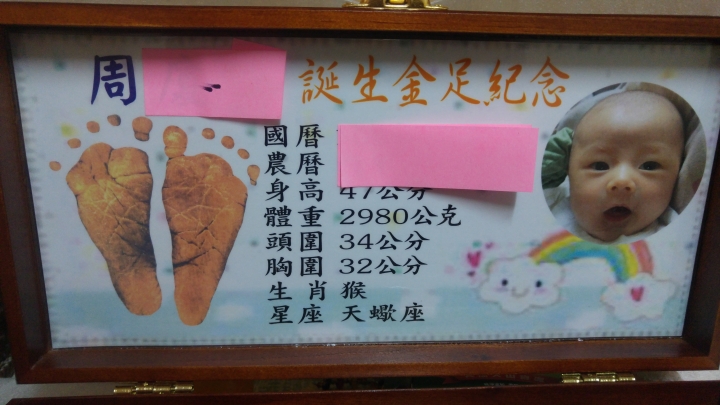 周 誕生金足紀念
國曆
農曆
身高 47公分
體重 2980公克
頭圍 34公分
胸圍 32公分
生肖 猴
星座 天蠍座